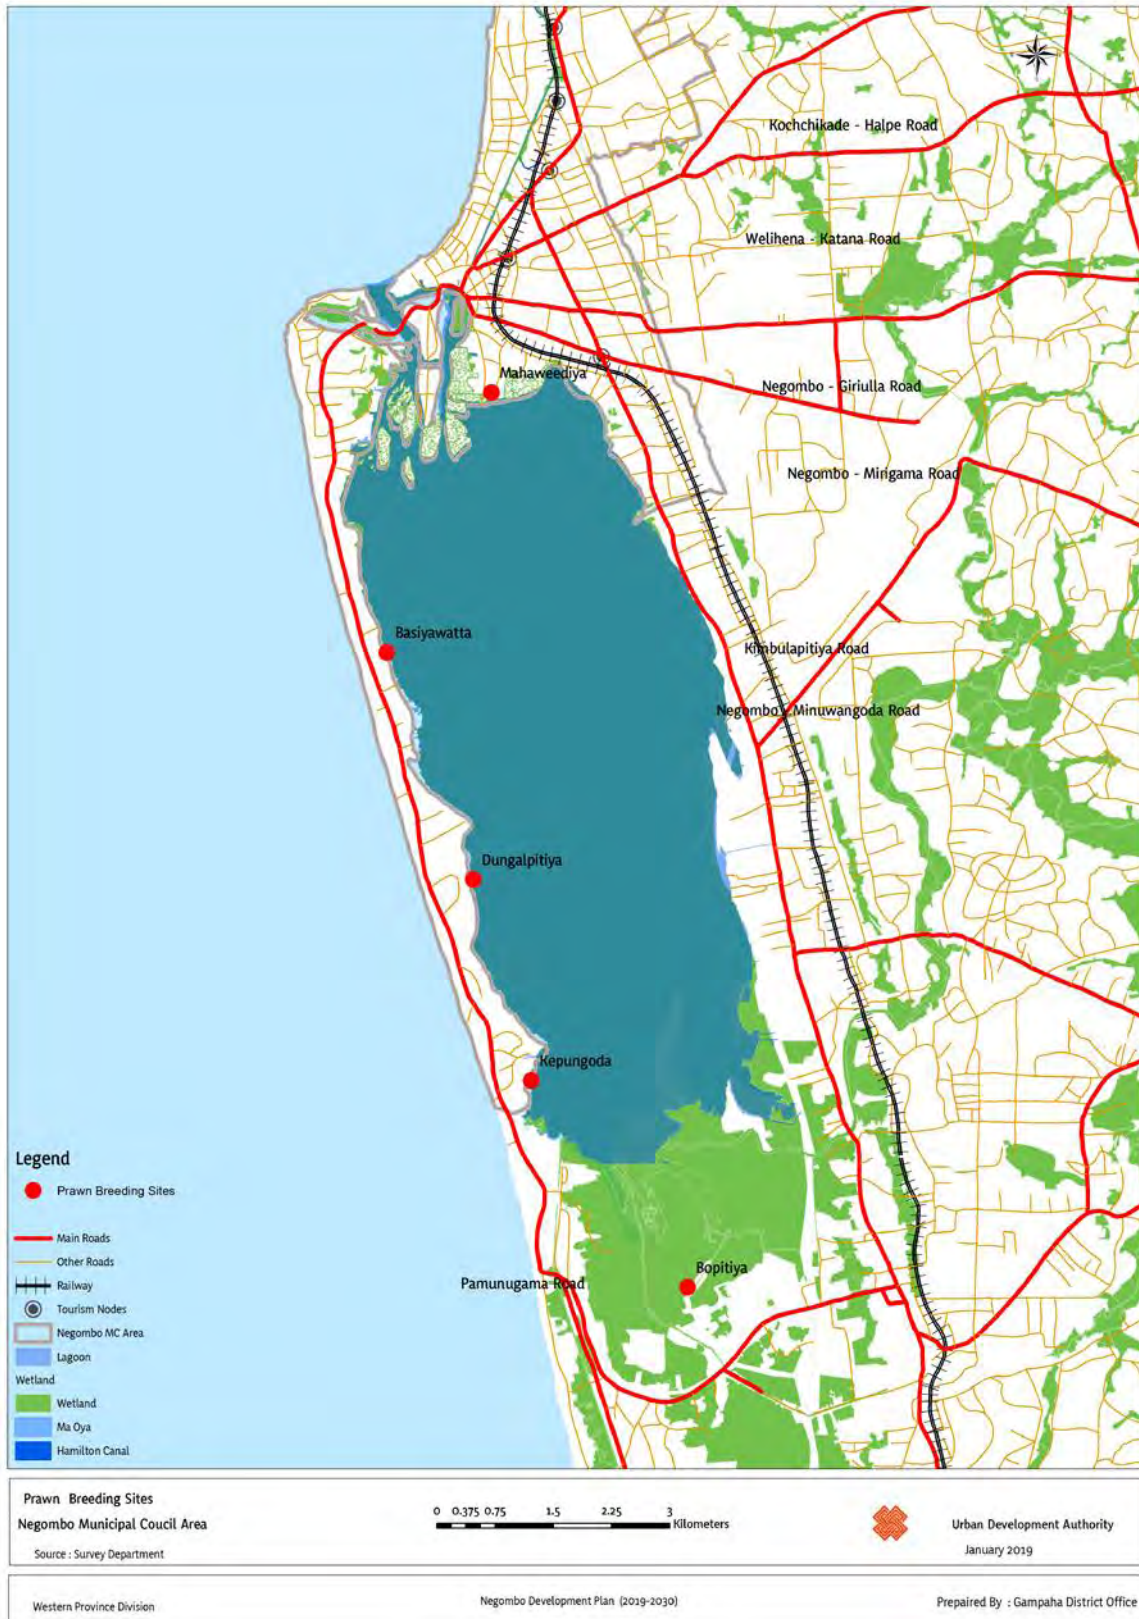 Kochchikade - Halpe Road
Welihena - Katana Road
Mahaweediya
Negombo - Giriulla Road
Negombo - Mirigama Road
Basiyawatta
Kimbulapitiya Road
Negombo - Minuwangoda Road
Dungalpitiya
Kepungoda
Bopitiya
Pamunugama Road
Legend
Prawn Breeding Sites
Main Roads
Other Roads
Railway
Tourism Nodes
Negombo MC Area
Lagoon
Wetland
Wetland
Ma Oya
Hamilton Canal
Prawn Breeding Sites
Negombo Municipal Coucil Area
Source : Survey Department
0 0.375 0.75 1.5 2.25 3
Kilometers
Urban Development Authority
January 2019
Western Province Division
Negombo Development Plan (2019-2030)
Prepaired By : Gampaha District Office